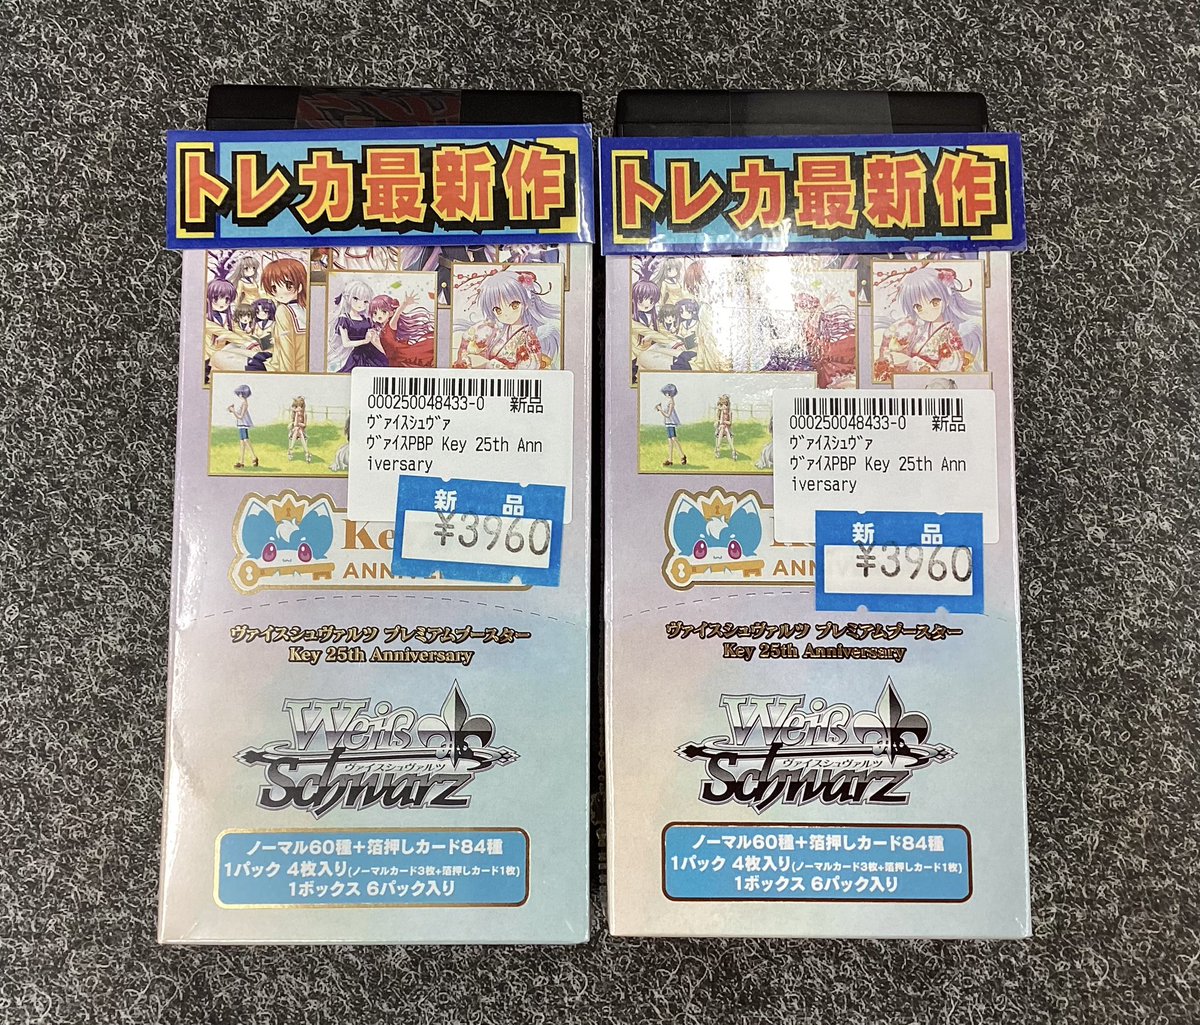 トレカ最新作
000250048433-0 新品
ヴァイスシュヴァ
ヴァイスPBP Key 25th Ann
iversary
新品
¥3960
Ke
ANNIV
ヴァイスシュヴァルツ プレミアムブースター
Key 25th Anniversary
Weiß
ヴァイスシュヴァルツ
Schwarz
ノーマル60種+箔押しカード84種
1パック 4枚入り(ノーマルカード3枚+箔押しカード1枚)
1ボックス 6パック入り
トレカ最新作
000250048433-0 新品
ヴァイスシュヴァ
ヴァイスPBP Key 25th Ann
iversary
新品
¥3960
ANN
ヴァイスシュヴァルツ プレミアムブースター
Key 25th Anniversary
Weiß
ヴァイスシュヴァルツ
Schwarz
ノーマル60種+箔押しカード84種
1パック 4枚入り(ノーマルカード3枚+箔押しカード1枚)
1ボックス 6パック入り